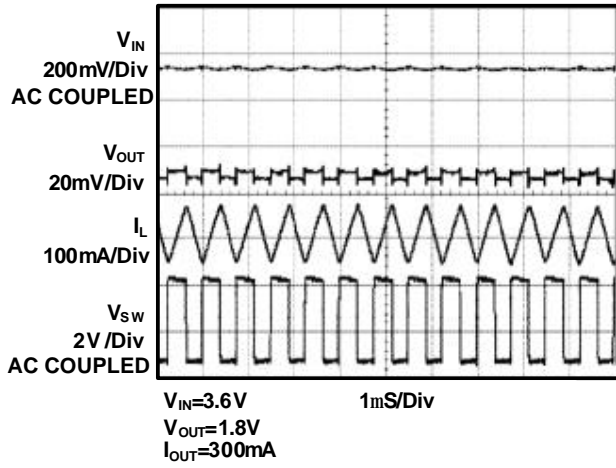 VIN
200mV/Div
AC COUPLED
VOUT
20mV/Div
IL
100mA/Div
VSW
2V /Div
AC COUPLED
VIN=3.6V 1mS/Div
VOUT=1.8V
IOUT=300mA